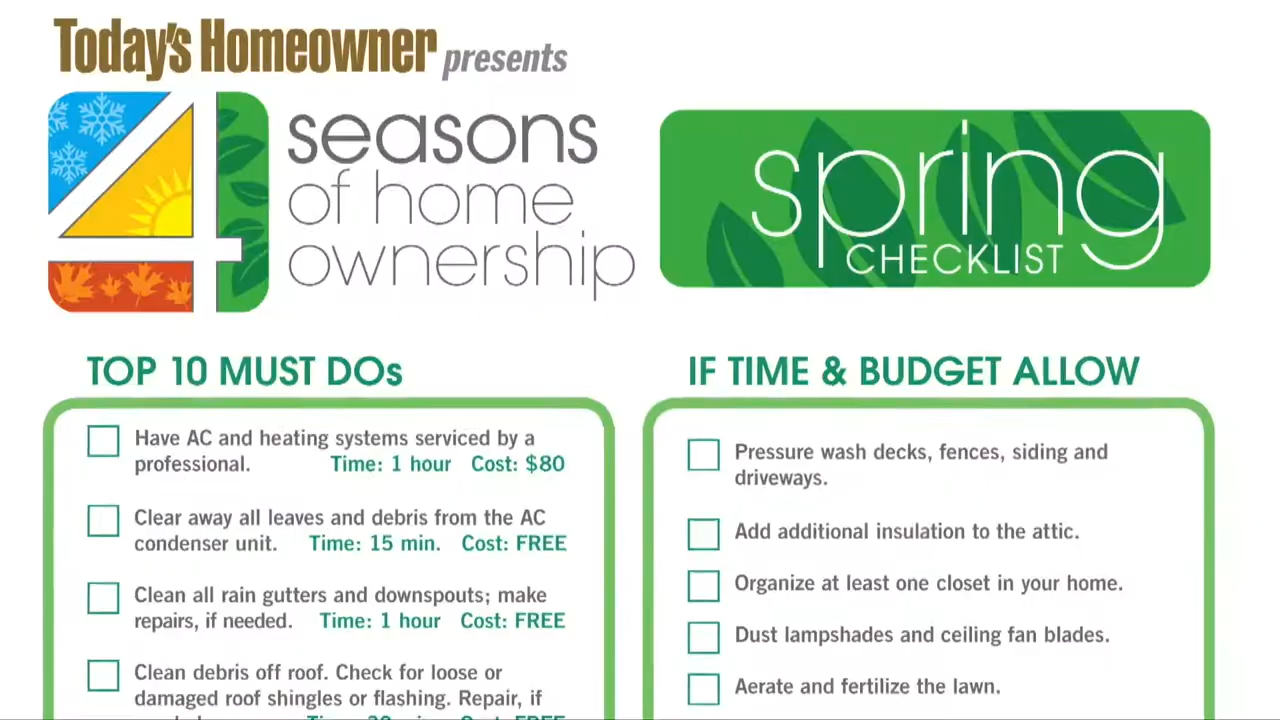 Today's Homeowner presents
4 seasons
of home
ownership
spring
CHECKLIST
TOP 10 MUST DOs
Have AC and heating systems serviced by a
professional. Time: 1 hour Cost: $80
Clear away all leaves and debris from the AC
condenser unit. Time: 15 min. Cost: FREE
Clean all rain gutters and downspouts; make
repairs, if needed. Time: 1 hour Cost: FREE
Clean debris off roof. Check for loose or
damaged roof shingles or flashing. Repair, if
IF TIME & BUDGET ALLOW
Pressure wash decks, fences, siding and
driveways.
Add additional insulation to the attic.
Organize at least one closet in your home.
Dust lampshades and ceiling fan blades.
Aerate and fertilize the lawn.